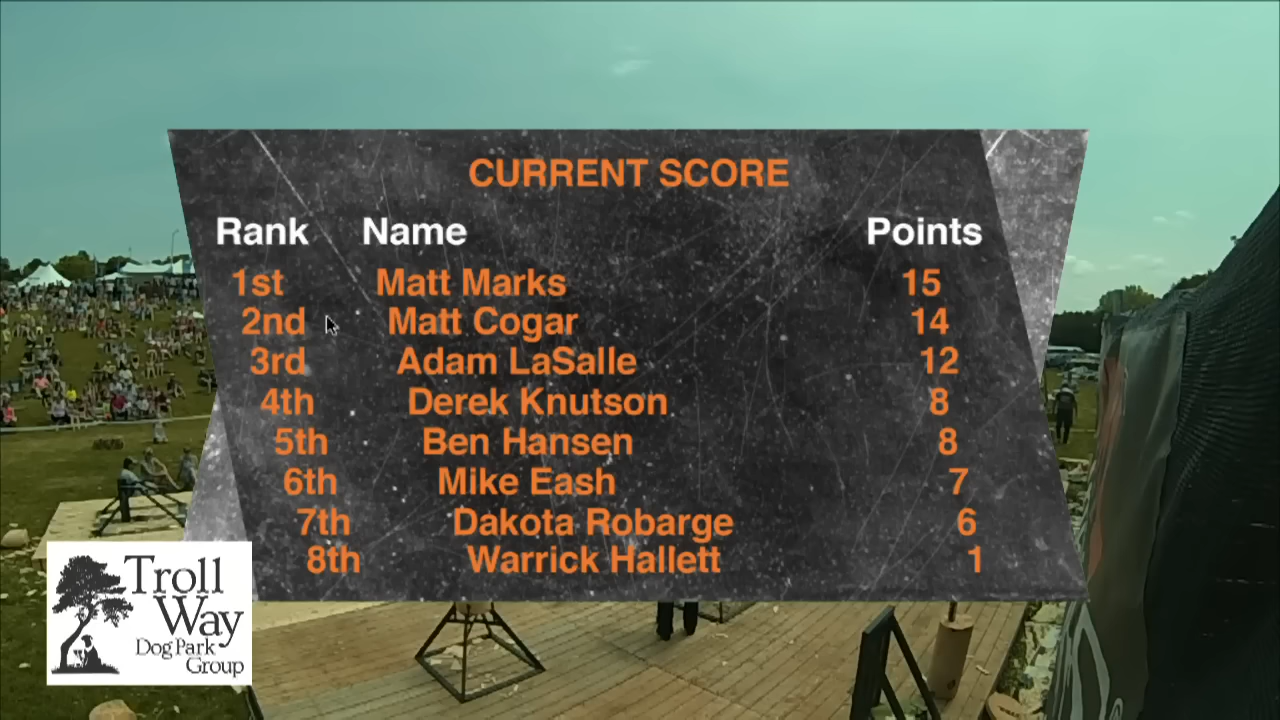 CURRENT SCORE
Rank Name Points
1st Matt Marks 15
2nd Matt Cogar 14
3rd Adam LaSalle 12
4th Derek Knutson 8
5th Ben Hansen 8
6th Mike Eash 7
7th Dakota Robarge 6
8th Warrick Hallett 1
Troll
Way
Dog Park
Group